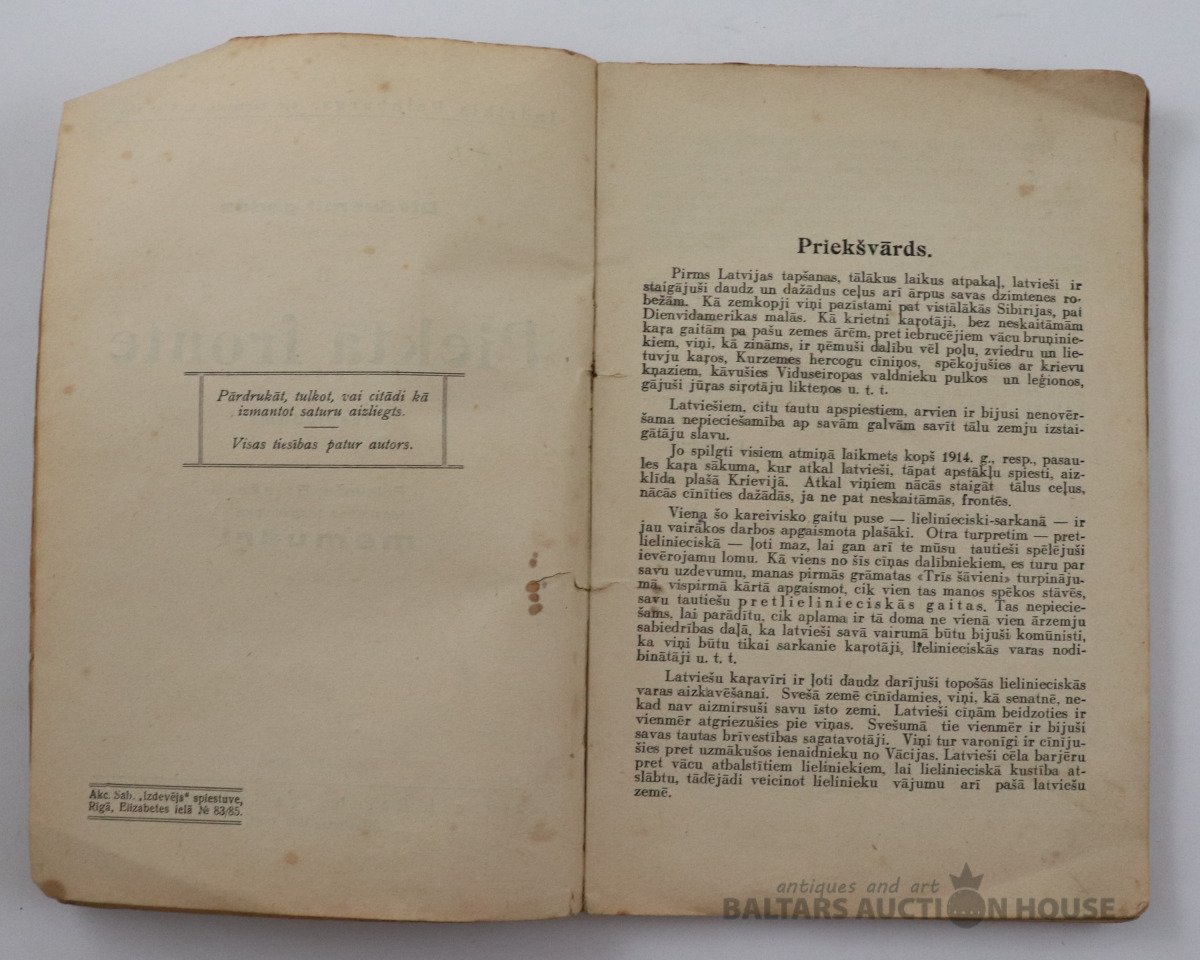 Pārdrukāt, tulkot, vai citādi kā
izmantot saturu aizliegts.
Visas tiesības patur autors.
Akc. Sab. „Izdevējs“ spiestuve,
Rīgā, Elizabetes ielā № 83/85.
Priekšvārds.
Pirms Latvijas tapšanas, tālākus laikus atpakaļ, latvieši ir
staigājuši daudz un dažādus ceļus arī ārpus savas dzimtenes ro-
bežām. Kā zemkopji viņi pazīstami pat vistālākās Sibirijas, pat
Dienvidamerikas malās. Kā krietni kaŗotāji, bez neskaitāmām
kaŗa gaitām pa pašu zemes ārēm, pret iebrucējiem vācu bruņinie-
kiem, viņi, kā zināms, ir ņēmuši dalību vēl poļu, zviedru un lie-
tuvju kaŗos, Kurzemes hercogu cīniņos, spēkojušies ar krievu
kņaziem, kāvušies Viduseiropas valdnieku pulkos un leģionos,
gājuši jūŗas siŗotāju likteņos u. t. t.
Latviešiem, citu tautu apspiestiem, arvien ir bijusi nenovēr-
šama nepieciešamība ap savām galvām savīt tālu zemju izstai-
gātāju slavu.
Jo spilgti visiem atmiņā laikmets kopš 1914. g., resp., pasau-
les kaŗa sākuma, kur atkal latvieši, tāpat apstākļu spiesti, aiz-
klīda plašā Krievijā. Atkal viņiem nācās staigāt tālus ceļus,
nācās cīnīties dažādās, ja ne pat neskaitāmās, frontēs.
Viena šo kareivisko gaitu puse — lielinieciski-sarkanā — ir
jau vairākos darbos apgaismota plašāki. Otra turpretim — pret-
lielinieciskā — ļoti maz, lai gan arī te mūsu tautieši spēlējuši
ievērojamu lomu. Kā viens no šīs cīņas dalībniekiem, es turu par
savu uzdevumu, manas pirmās grāmatas «Trīs šāvieni» turpināju-
mā, vispirmā kārtā apgaismot, cik vien tas manos spēkos stāvēs,
savu tautiešu pretlielinieciskās gaitas. Tas nepiecie-
šams, lai parādītu, cik aplama ir tā doma ne vienā vien ārzemju
sabiedrības daļā, ka latvieši savā vairumā būtu bijuši komūnisti,
ka viņi būtu tikai sarkanie kaŗotāji, lielinieciskās varas nodi-
binātāji u. t. t.
Latviešu kaŗavīri ir ļoti daudz darījuši topošās lielinieciskās
varas aizkavēšanai. Svešā zemē cīnīdamies, viņi, kā senatnē, ne-
kad nav aizmirsuši savu īsto zemi. Latvieši cīņām beidzoties ir
vienmēr atgriezušies pie viņas. Svešumā tie vienmēr ir bijuši
savas tautas brīvestības sagatavotāji. Viņi tur varonīgi ir cīnīju-
šies pret uzmākušos ienaidnieku no Vācijas. Latvieši cēla barjēru
pret vācu atbalstītiem lieliniekiem, lai lielinieciskā kustība at-
slābtu, tādējādi veicinot lielinieku vājumu arī pašā latviešu
zemē.
antiques and art
BALTARS AUCTION HOUSE